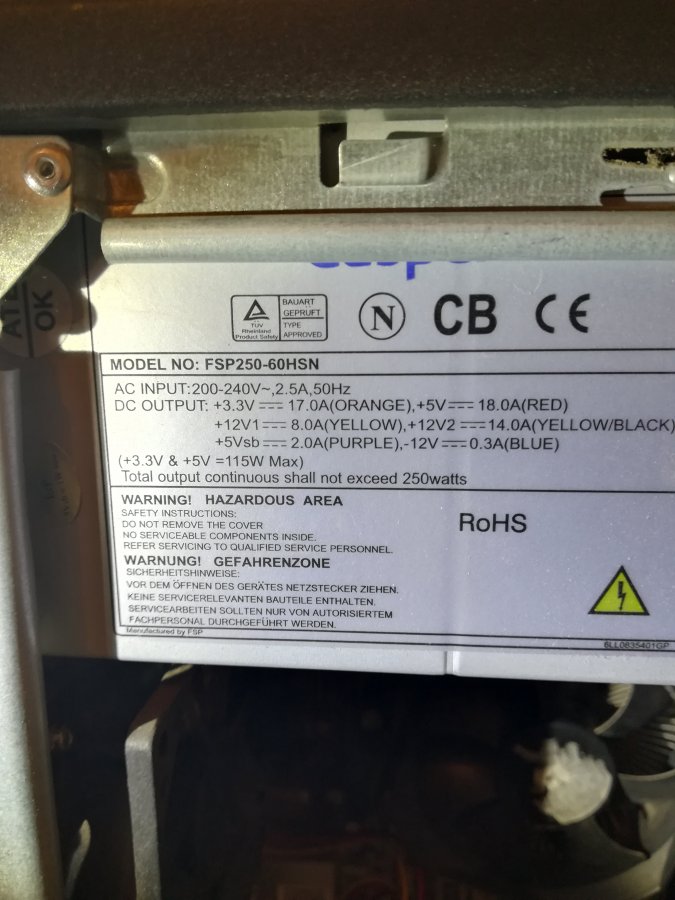 TÜV
Rheinland
Product Safety
BAUART
GEPRÜFT
TYPE
APPROVED
N
CB
CE
OK
MODEL NO: FSP250-60HSN
AC INPUT:200-240V~,2.5A,50Hz
DC OUTPUT: +3.3V⎓17.0A(ORANGE),+5V⎓18.0A(RED)
+12V1⎓8.0A(YELLOW),+12V2⎓14.0A(YELLOW/BLACK)
+5Vsb⎓2.0A(PURPLE),-12V⎓0.3A(BLUE)
(+3.3V & +5V =115W Max)
Total output continuous shall not exceed 250watts
WARNING! HAZARDOUS AREA
SAFETY INSTRUCTIONS:
DO NOT REMOVE THE COVER
NO SERVICEABLE COMPONENTS INSIDE.
REFER SERVICING TO QUALIFIED SERVICE PERSONNEL.
RoHS
WARNUNG! GEFAHRENZONE
SICHERHEITSHINWEISE:
VOR DEM ÖFFNEN DES GERÄTES NETZSTECKER ZIEHEN.
KEINE SERVICERELEVANTEN BAUTEILE ENTHALTEN.
SERVICEARBEITEN SOLLTEN NUR VON AUTORISIERTEM
FACHPERSONAL DURCHGEFÜHRT WERDEN.
Manufactured by FSP
6LL0835401GP